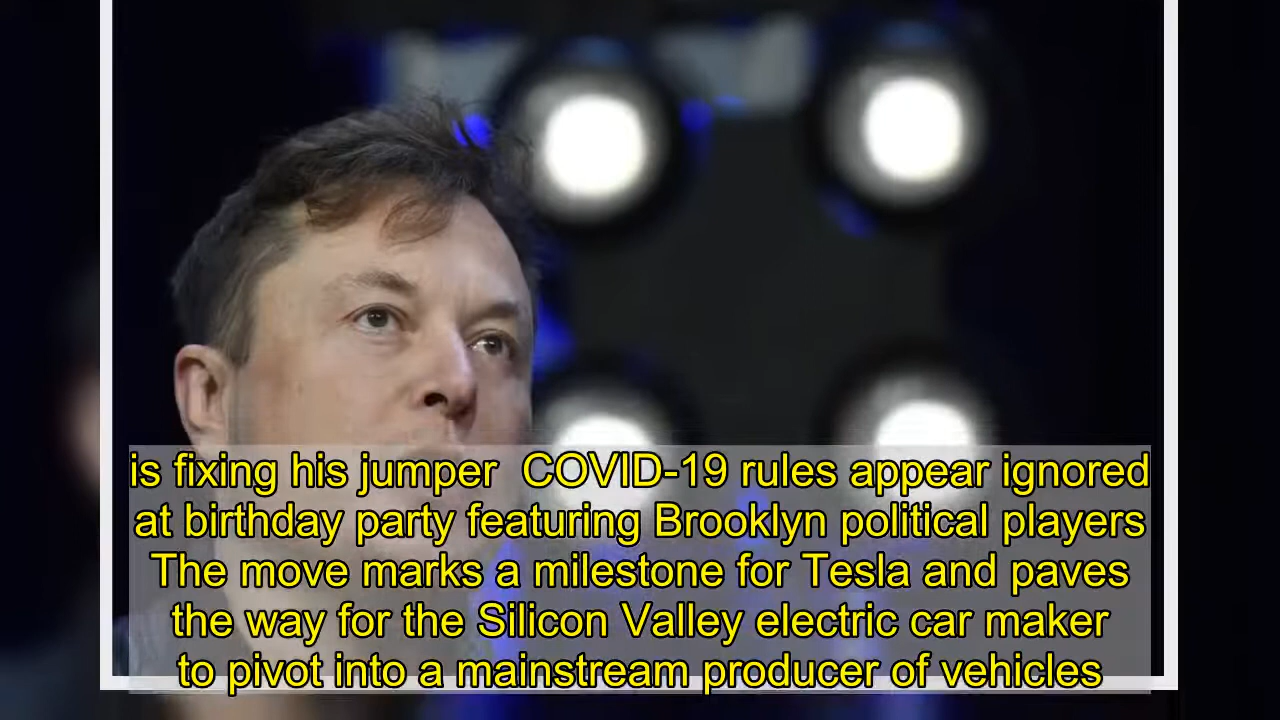 is fixing his jumper  COVID-19 rules appear ignored
at birthday party featuring Brooklyn political players
The move marks a milestone for Tesla and paves
the way for the Silicon Valley electric car maker
to pivot into a mainstream producer of vehicles